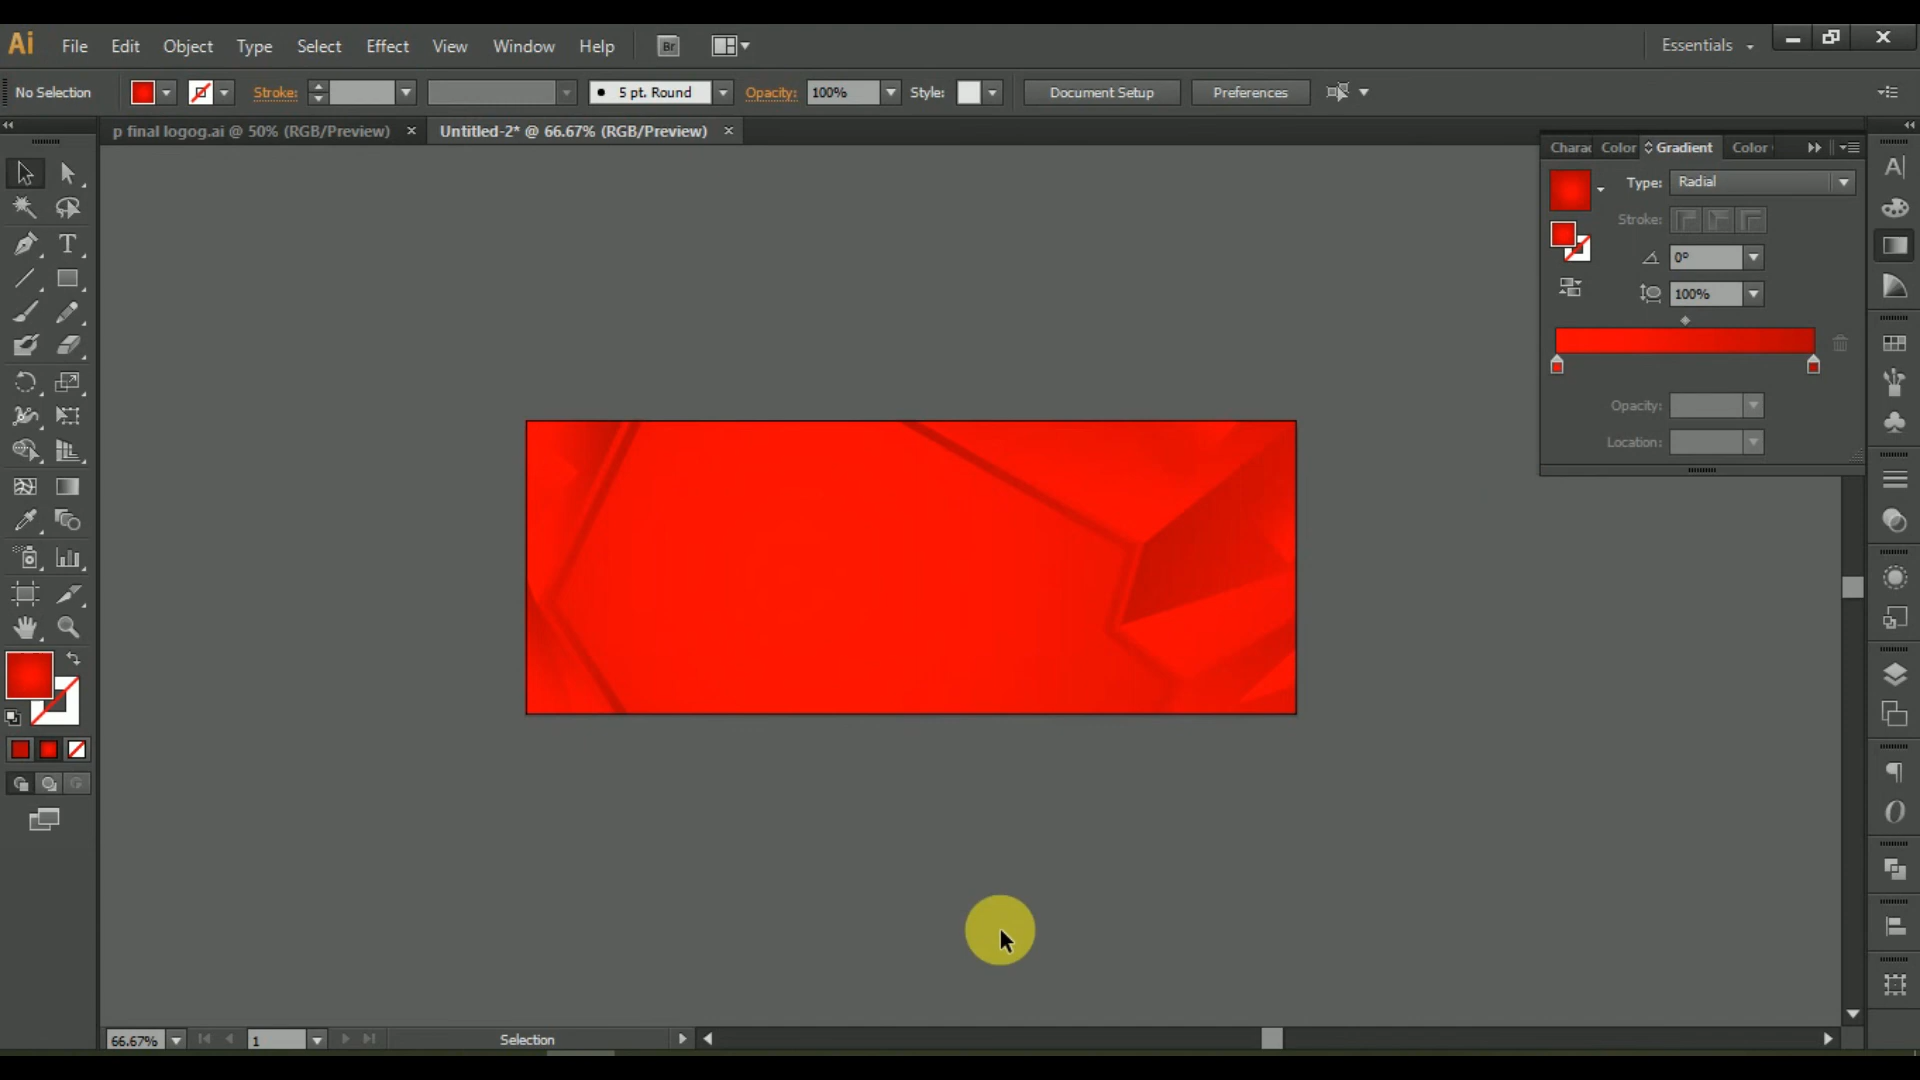 Ai File Edit Object Type Select Effect View Window Help Br Essentials
No Selection Stroke: 5 pt. Round Opacity: 100% Style: Document Setup Preferences
p final logog.ai @ 50% (RGB/Preview) Untitled-2* @ 66.67% (RGB/Preview)
Charac Color Gradient Color
Type: Radial
Stroke:
0°
100%
Opacity:
Location:
66.67% 1 Selection